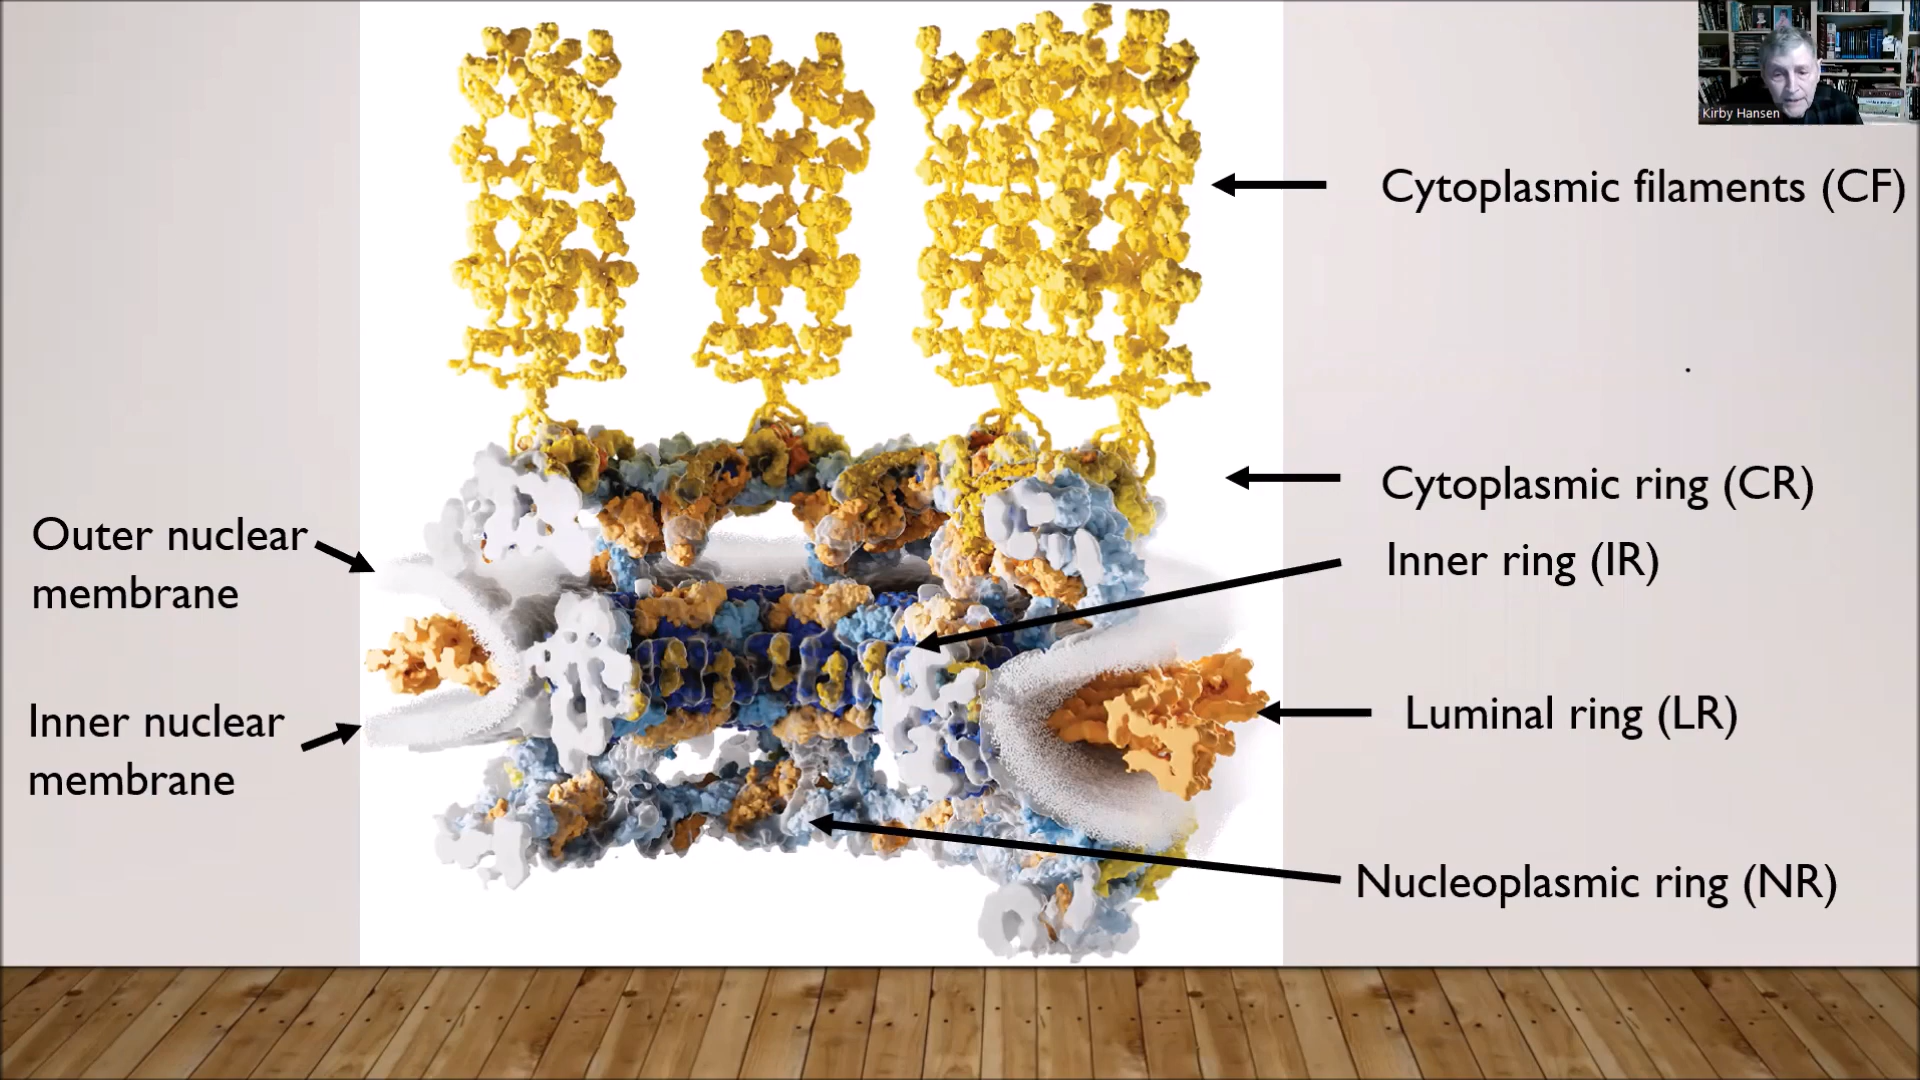 Kirby Hansen
Cytoplasmic filaments (CF)
Cytoplasmic ring (CR)
Outer nuclear
membrane
Inner ring (IR)
Inner nuclear
membrane
Luminal ring (LR)
Nucleoplasmic ring (NR)